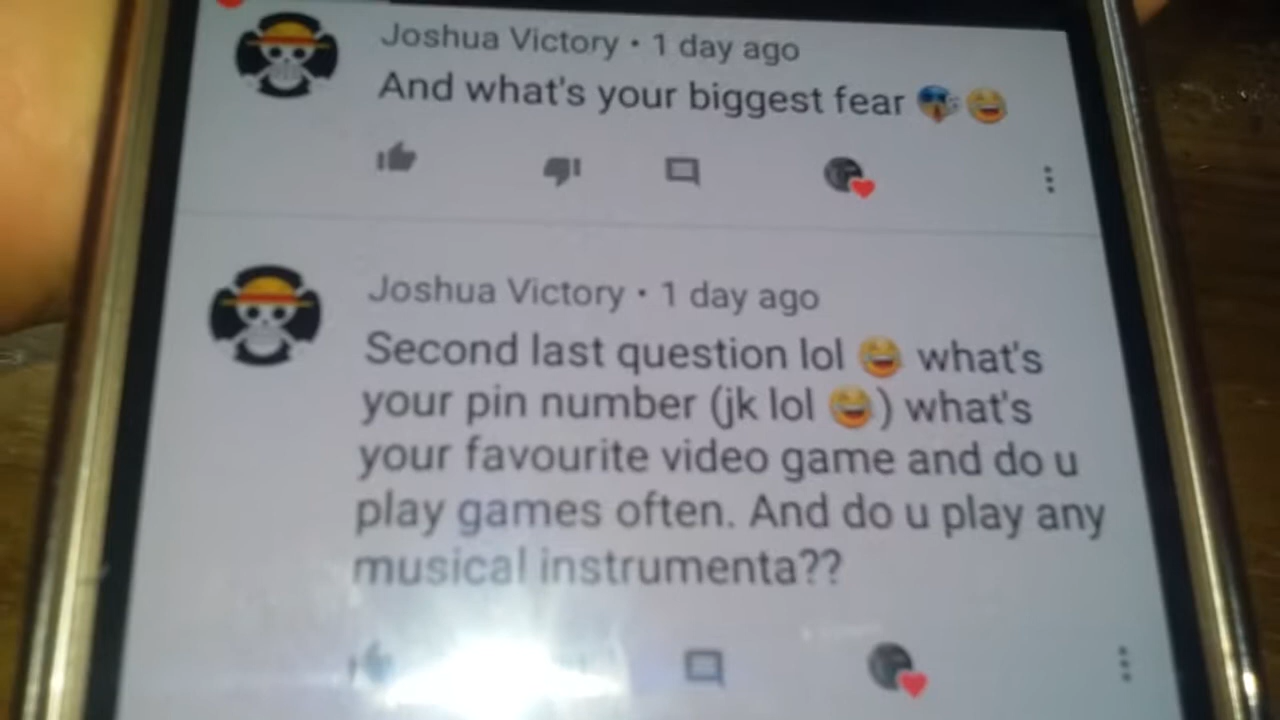 Joshua Victory • 1 day ago
And what's your biggest fear 😱😂
Joshua Victory • 1 day ago
Second last question lol 😂 what's
your pin number (jk lol 😂) what's
your favourite video game and do u
play games often. And do u play any
musical instrumenta??